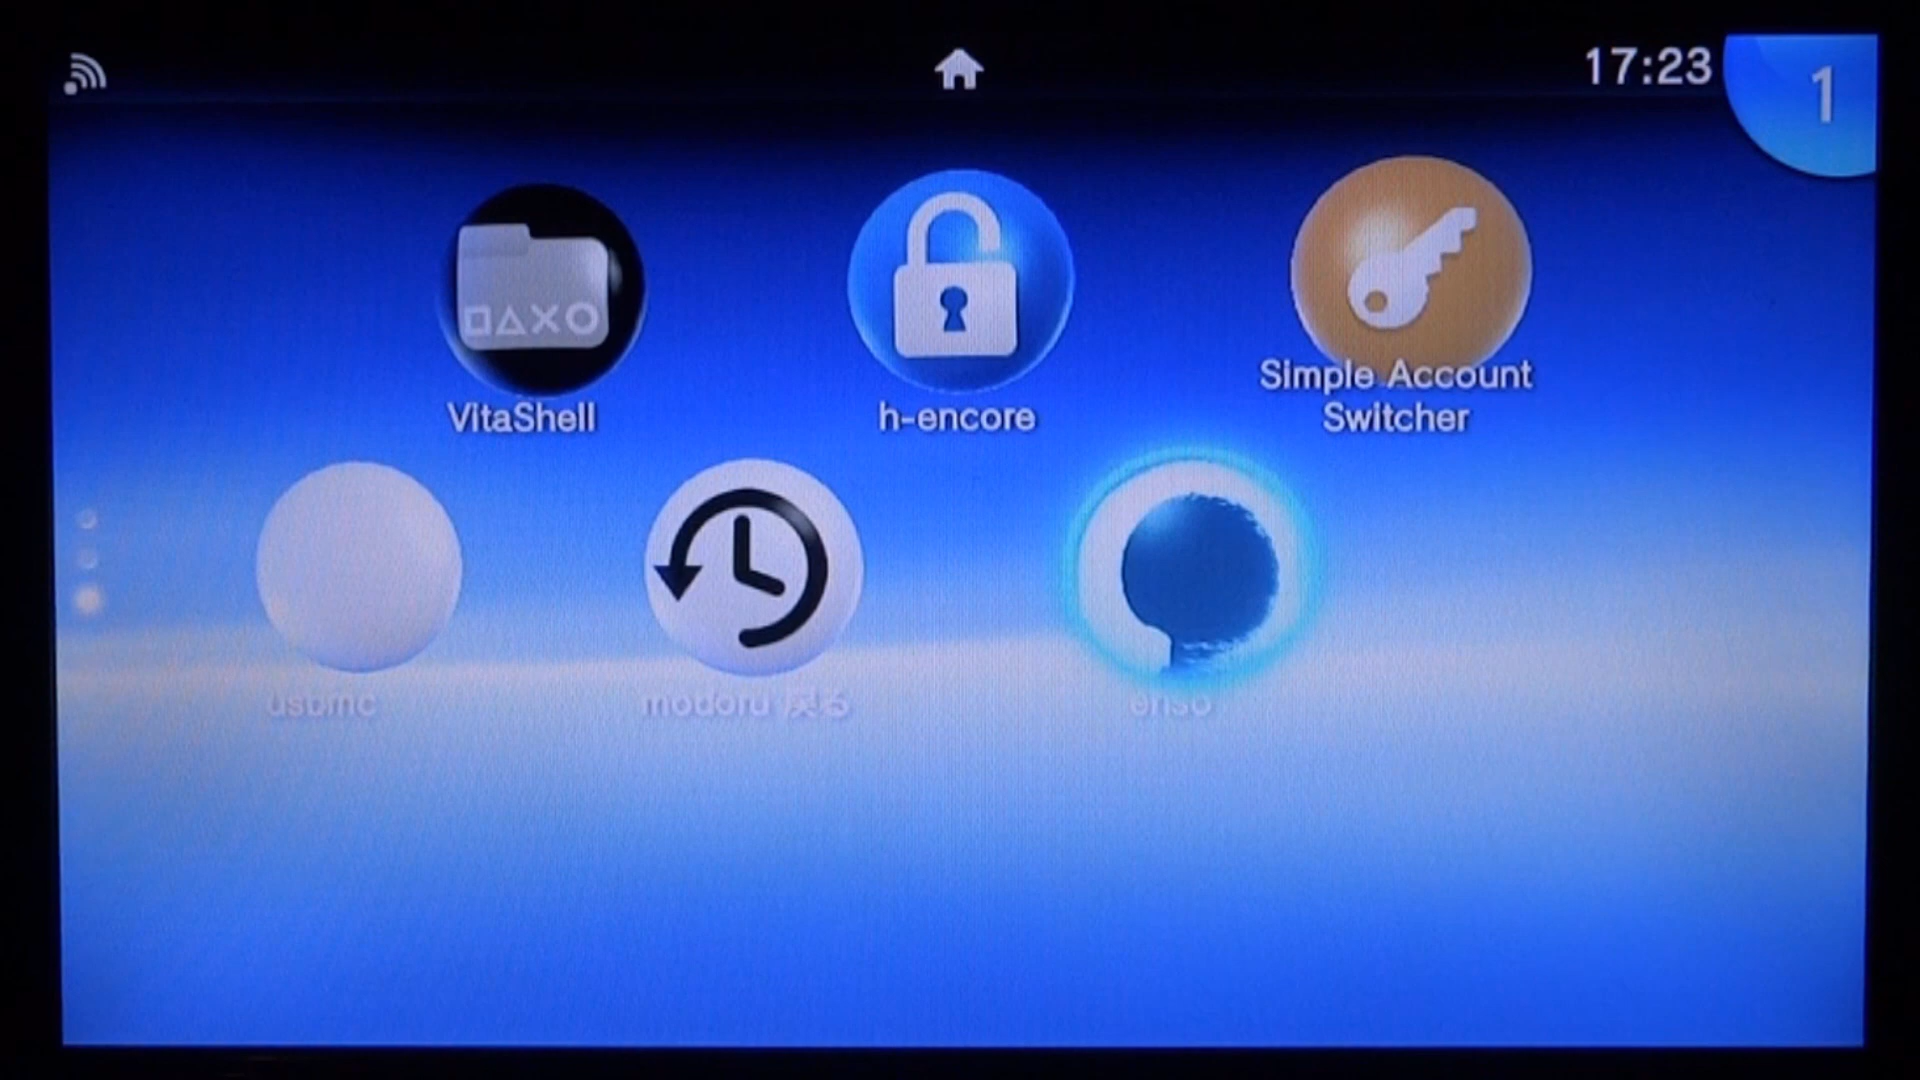 17:23
1
VitaShell
h-encore
Simple Account
Switcher
usbmc
modoru 戻る
enso